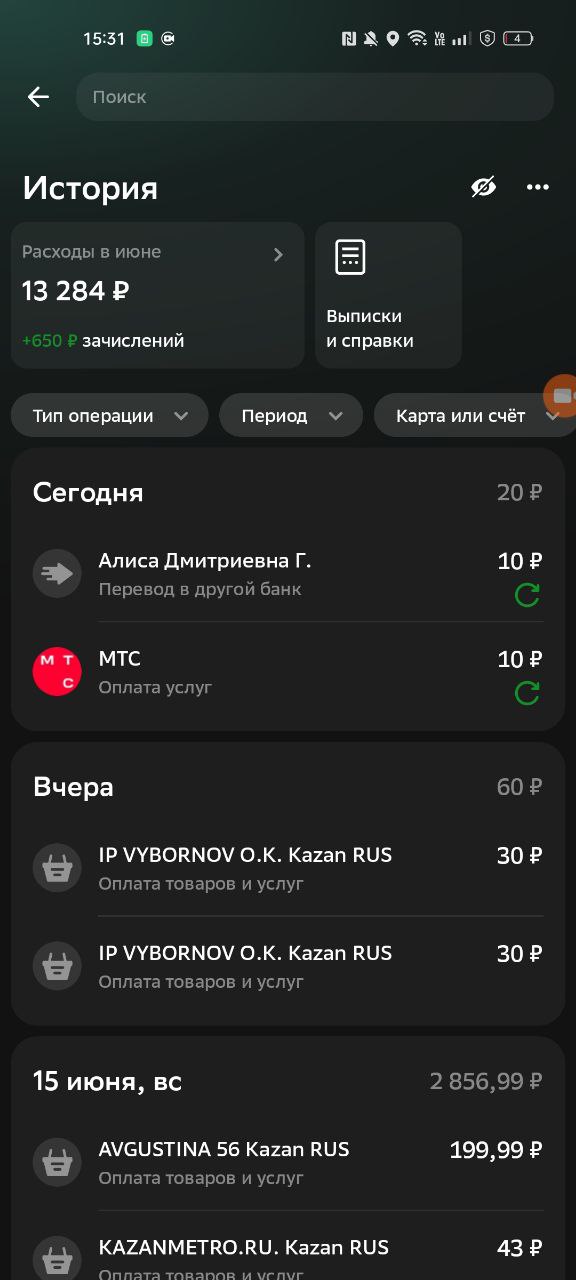 15:31
Vo LTE
4
Поиск
История
Расходы в июне
13 284 ₽
+650 ₽ зачислений
Выписки
и справки
Тип операции
Период
Карта или счёт
Сегодня 20 ₽
Алиса Дмитриевна Г. 10 ₽
Перевод в другой банк
М Т С
МТС 10 ₽
Оплата услуг
Вчера 60 ₽
IP VYBORNOV O.K. Kazan RUS 30 ₽
Оплата товаров и услуг
IP VYBORNOV O.K. Kazan RUS 30 ₽
Оплата товаров и услуг
15 июня, вс 2 856,99 ₽
AVGUSTINA 56 Kazan RUS 199,99 ₽
Оплата товаров и услуг
KAZANMETRO.RU. Kazan RUS 43 ₽
Оплата товаров и услуг